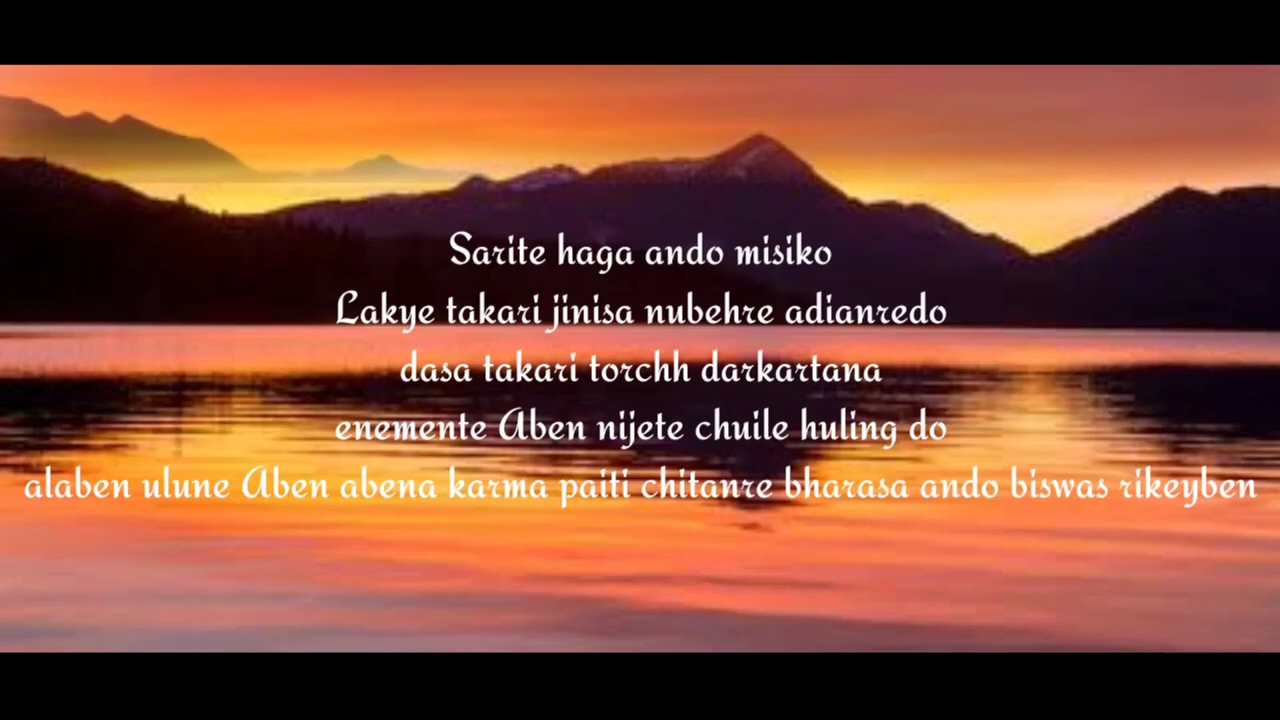 Sarite haga ando misiko
Lakye takari jinisa nubehre adianredo
dasa takari torchh darkartana
enemente Aben nijete chuile huling do
alaben ulune Aben abena karma paiti chitanre bharasa ando biswas rikeyben